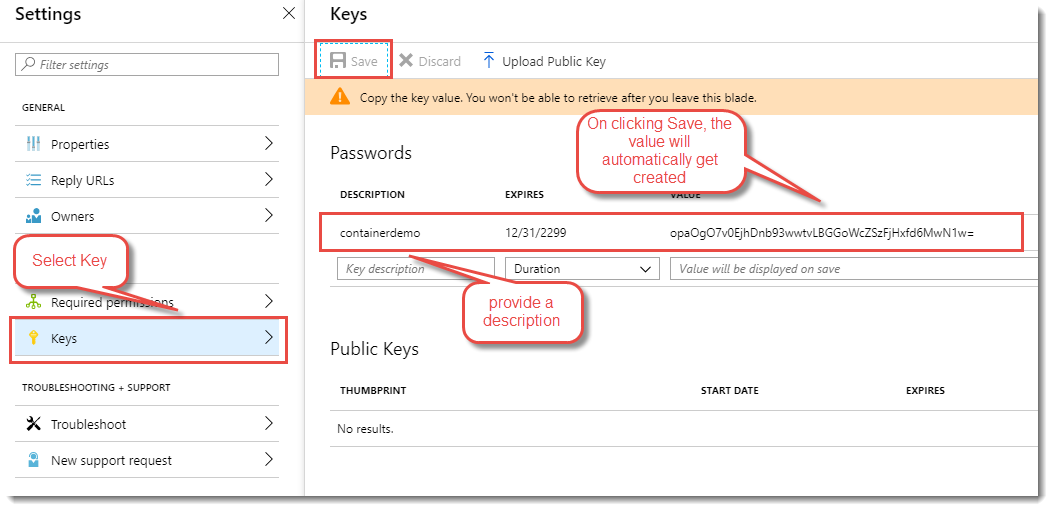 Settings
Filter settings
GENERAL
Properties
Reply URLs
Owners
Select Key
Required permissions
Keys
TROUBLESHOOTING + SUPPORT
Troubleshoot
New support request
Keys
Save
Discard
Upload Public Key
Copy the key value. You won't be able to retrieve after you leave this blade.
On clicking Save, the
value will
automatically get
created
Passwords
DESCRIPTION
EXPIRES
VALUE
containerdemo
12/31/2299
opaOgO7v0EjhDnb93wwtvLBGGoWcZSzFjHxfd6MwN1w=
Key description
Duration
Value will be displayed on save
provide a
description
Public Keys
THUMBPRINT
START DATE
EXPIRES
No results.